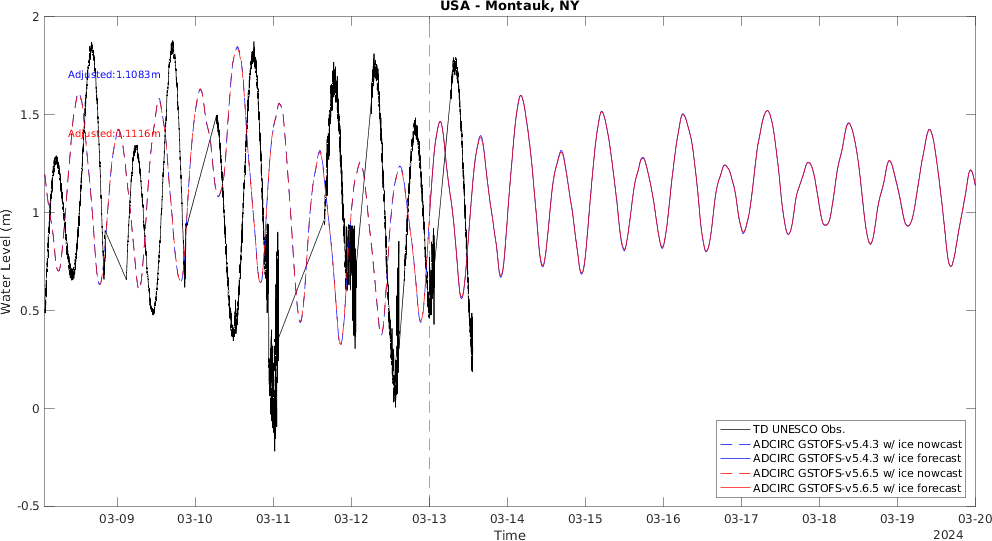 USA - Montauk, NY
2
1.5
1
0.5
0
-0.5
Water Level (m)
Adjusted:1.1083m
Adjusted:1.1116m
TD UNESCO Obs.
ADCIRC GSTOFS-v5.4.3 w/ ice nowcast
ADCIRC GSTOFS-v5.4.3 w/ ice forecast
ADCIRC GSTOFS-v5.6.5 w/ ice nowcast
ADCIRC GSTOFS-v5.6.5 w/ ice forecast
03-09 03-10 03-11 03-12 03-13 03-14 03-15 03-16 03-17 03-18 03-19 03-20
Time
2024